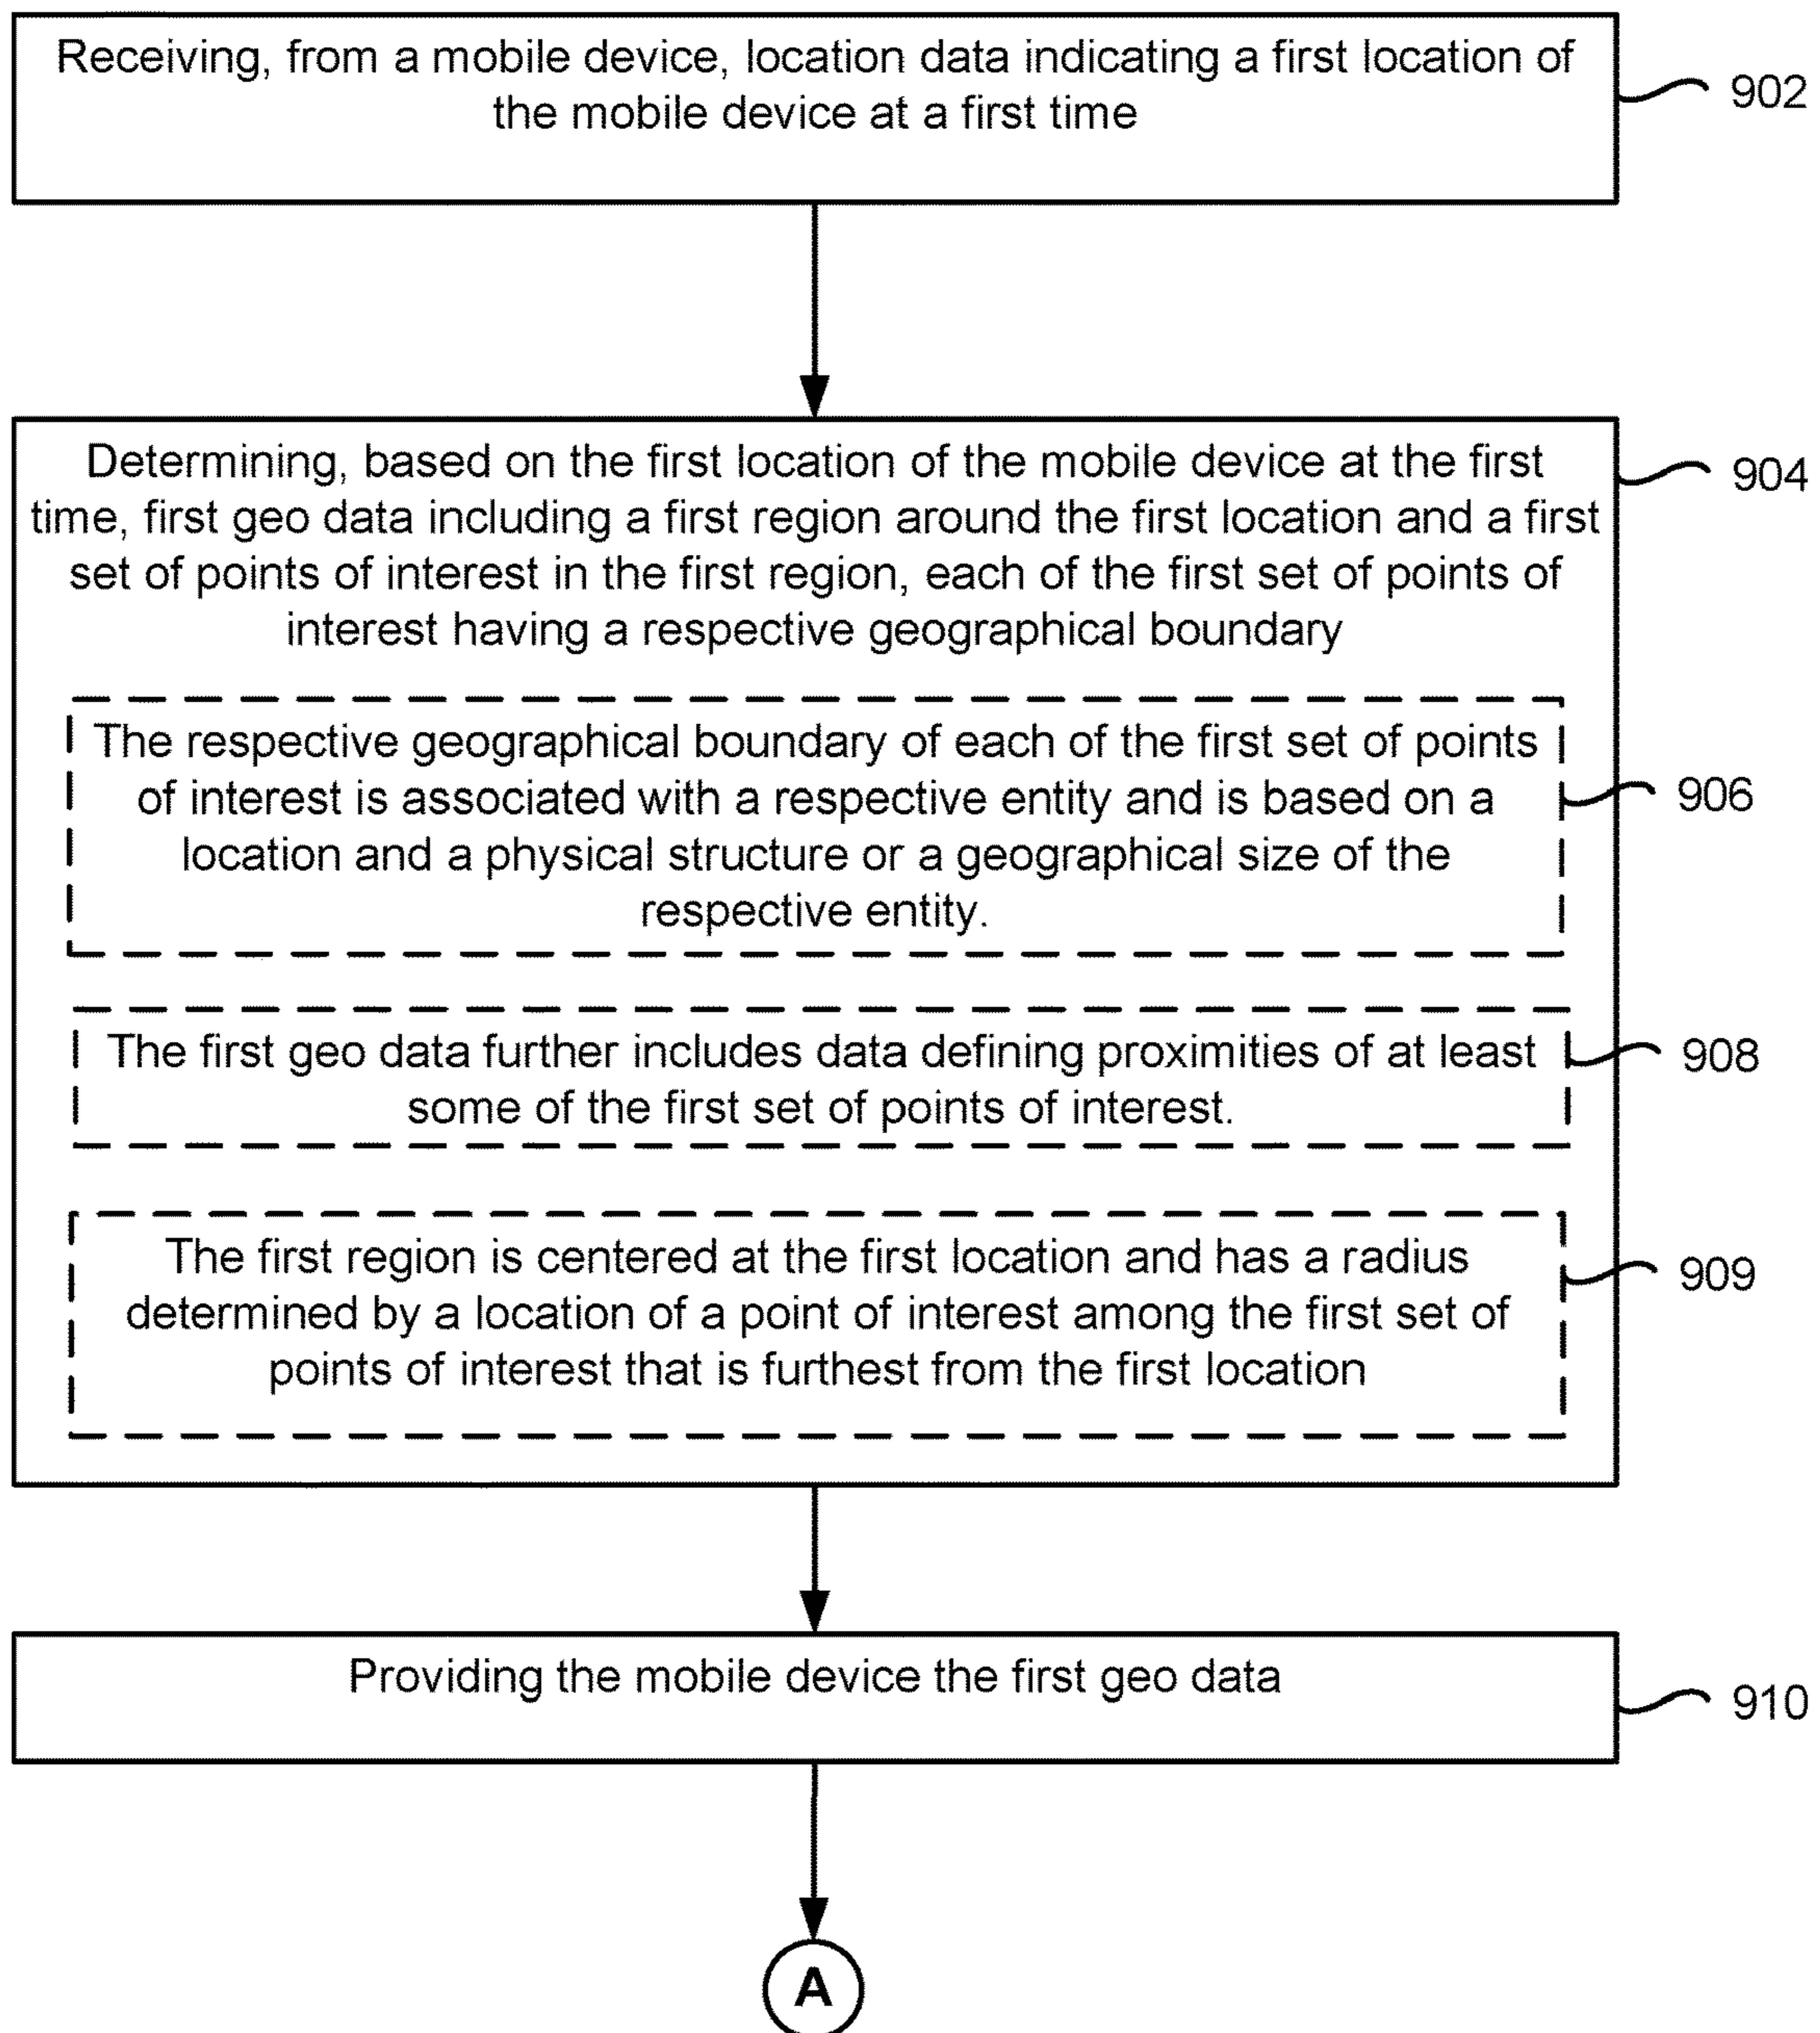 Receiving, from a mobile device, location data indicating a first location of
the mobile device at a first time
902
Determining, based on the first location of the mobile device at the first
time, first geo data including a first region around the first location and a first
set of points of interest in the first region, each of the first set of points of
interest having a respective geographical boundary
904
The respective geographical boundary of each of the first set of points
of interest is associated with a respective entity and is based on a
location and a physical structure or a geographical size of the
respective entity.
906
The first geo data further includes data defining proximities of at least
some of the first set of points of interest.
908
The first region is centered at the first location and has a radius
determined by a location of a point of interest among the first set of
points of interest that is furthest from the first location
909
Providing the mobile device the first geo data
910
A